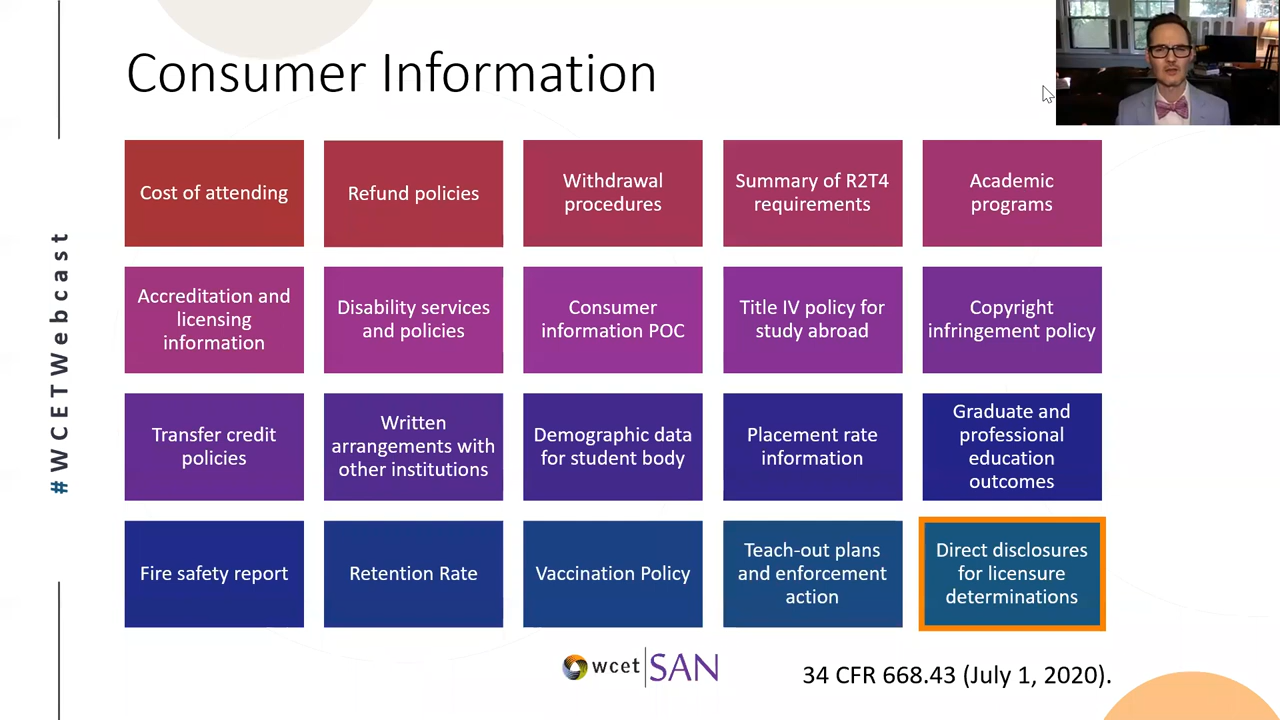 Consumer Information
#WCETWebcast
Cost of attending
Refund policies
Withdrawal
procedures
Summary of R2T4
requirements
Academic
programs
Accreditation and
licensing
information
Disability services
and policies
Consumer
information POC
Title IV policy for
study abroad
Copyright
infringement policy
Transfer credit
policies
Written
arrangements with
other institutions
Demographic data
for student body
Placement rate
information
Graduate and
professional
education
outcomes
Fire safety report
Retention Rate
Vaccination Policy
Teach-out plans
and enforcement
action
Direct disclosures
for licensure
determinations
wcet SAN
34 CFR 668.43 (July 1, 2020).